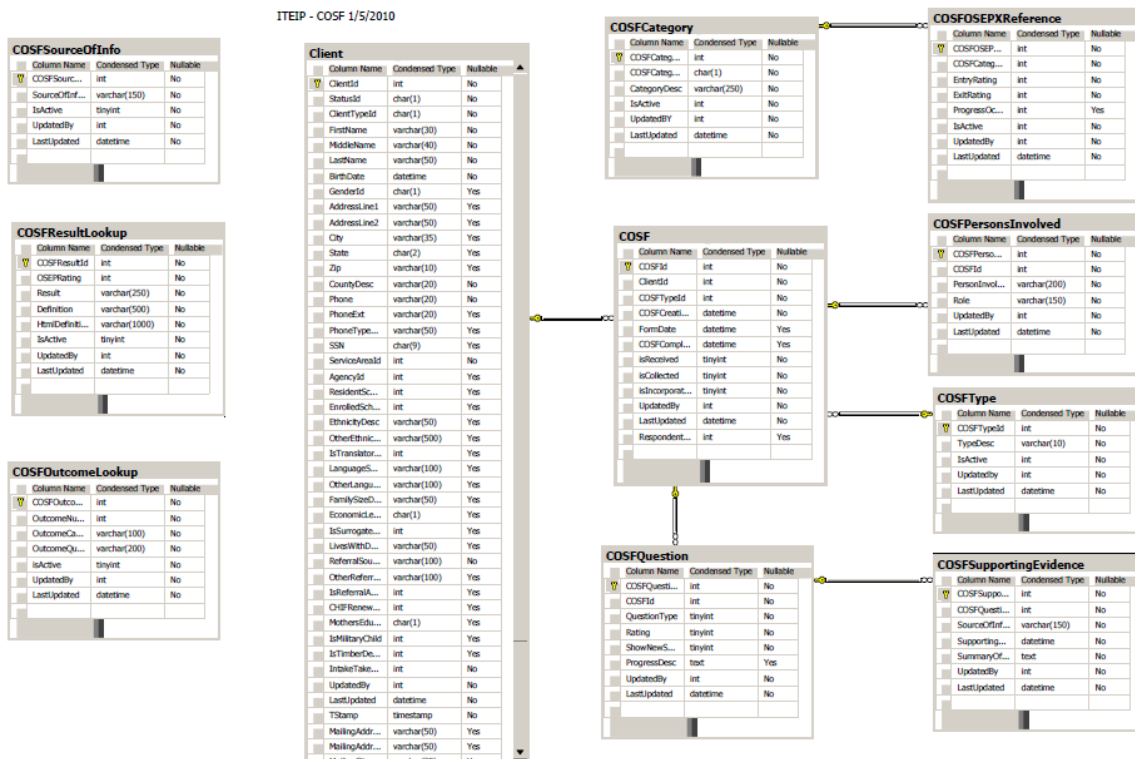 ITEIP - COSF 1/5/2010
COSFSourceOfInfo
Column Name Condensed Type Nullable
COSFSourc... int No
SourceOfInf... varchar(150) No
IsActive tinyint No
UpdatedBy int No
LastUpdated datetime No
COSFResultLookup
Column Name Condensed Type Nullable
COSFResultId int No
OSEPRating int No
Result varchar(250) No
Definition varchar(500) No
HtmlDefiniti... varchar(1000) No
IsActive tinyint No
UpdatedBy int No
LastUpdated datetime No
COSFOutcomeLookup
Column Name Condensed Type Nullable
COSFOutco... int No
OutcomeNu... int No
OutcomeCa... varchar(100) No
OutcomeQu... varchar(200) No
isActive tinyint No
UpdatedBy int No
LastUpdated datetime No
Client
Column Name Condensed Type Nullable
ClientId int No
StatusId char(1) No
ClientTypeId char(1) No
FirstName varchar(30) No
MiddleName varchar(40) No
LastName varchar(50) No
BirthDate datetime No
GenderId char(1) Yes
AddressLine1 varchar(50) Yes
AddressLine2 varchar(50) Yes
City varchar(35) Yes
State char(2) Yes
Zip varchar(10) Yes
CountyDesc varchar(20) No
Phone varchar(20) No
PhoneExt varchar(20) Yes
PhoneType... varchar(50) Yes
SSN char(9) Yes
ServiceAreaId int No
AgencyId int Yes
ResidentSc... int Yes
EnrolledSch... int Yes
EthnicityDesc varchar(50) Yes
OtherEthnic... varchar(500) Yes
IsTranslator... int Yes
LanguageS... varchar(100) Yes
OtherLangu... varchar(100) Yes
FamilySizeD... varchar(50) Yes
EconomicLe... char(1) Yes
IsSurrogate... int Yes
LivesWithD... varchar(50) Yes
ReferralSou... varchar(100) No
OtherReferr... varchar(100) Yes
IsReferralA... int Yes
CHIFRenew... int Yes
MothersEdu... char(1) Yes
IsMilitaryChild int Yes
IsTimberDe... int Yes
IntakeTake... int No
UpdatedBy int No
LastUpdated datetime No
TStamp timestamp No
MailingAddr... varchar(50) Yes
MailingAddr... varchar(50) Yes
COSFCategory
Column Name Condensed Type Nullable
COSFCateg... int No
COSFCateg... char(1) No
CategoryDesc varchar(250) No
IsActive int No
UpdatedBY int No
LastUpdated datetime No
COSF
Column Name Condensed Type Nullable
COSFId int No
ClientId int No
COSFTypeId int No
COSFCreati... datetime No
FormDate datetime Yes
COSFCompl... datetime Yes
isReceived tinyint No
isCollected tinyint No
isIncorporat... tinyint No
UpdatedBy int No
LastUpdated datetime No
Respondent... int Yes
COSFQuestion
Column Name Condensed Type Nullable
COSFQuesti... int No
COSFId int No
QuestionType tinyint No
Rating tinyint No
ShowNewS... tinyint No
ProgressDesc text Yes
UpdatedBy int No
LastUpdated datetime No
COSFOSEPXReference
Column Name Condensed Type Nullable
COSFOSEP... int No
COSFCateg... int No
EntryRating int No
ExitRating int No
ProgressOc... int Yes
IsActive int No
UpdatedBy int No
LastUpdated datetime No
COSFPersonsInvolved
Column Name Condensed Type Nullable
COSFPerso... int No
COSFId int No
PersonInvol... varchar(200) No
Role varchar(150) No
UpdatedBy int No
LastUpdated datetime No
COSFType
Column Name Condensed Type Nullable
COSFTypeId int No
TypeDesc varchar(10) No
IsActive int No
Updatedby int No
LastUpdated datetime No
COSFSupportingEvidence
Column Name Condensed Type Nullable
COSFSuppo... int No
COSFQuesti... int No
SourceOfInf... varchar(150) No
Supporting... datetime No
SummaryOf... text No
UpdatedBy int No
LastUpdated datetime No